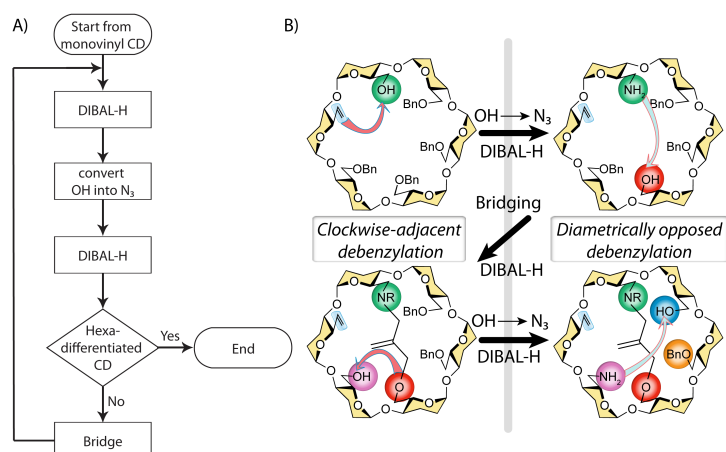 A)
Start from
monovinyl CD
DIBAL-H
convert
OH into N₃
DIBAL-H
Hexa-
differentiated
CD
Yes
End
No
Bridge
B)
OH
BnO
BnO
OBn
OBn
O
O
O
O
O
O
O
O
O
O
O
O
OH → N₃
DIBAL-H
NH₂
BnO
BnO
OBn
OH
O
O
O
O
O
O
O
O
O
O
O
O
Bridging
DIBAL-H
Clockwise-adjacent
debenzylation
Diametrically opposed
debenzylation
NR
OBn
BnO
OH
O
O
O
O
O
O
O
O
O
O
O
O
O
OH → N₃
DIBAL-H
NR
HO
NH₂
BnO
O
O
O
O
O
O
O
O
O
O
O
O
O